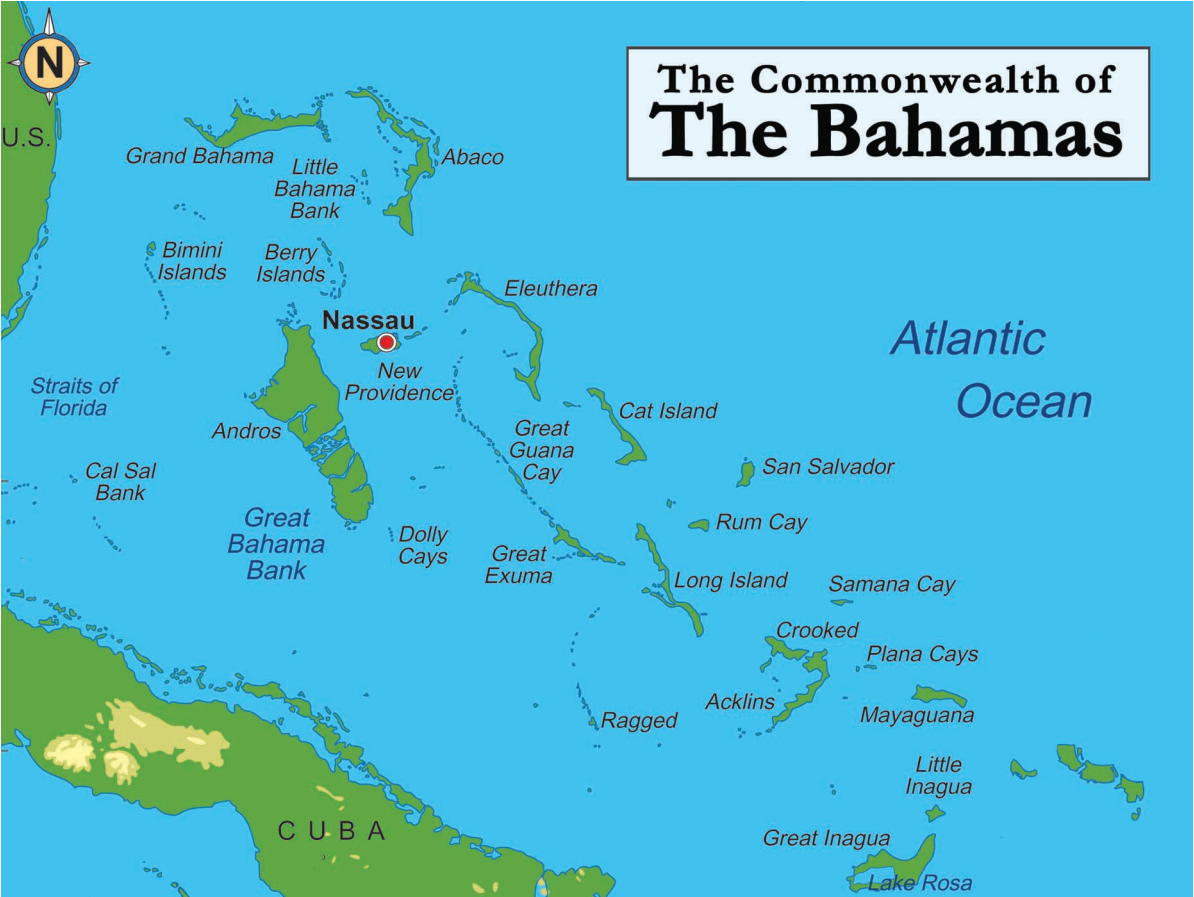 N
The Commonwealth of
The Bahamas
U.S.
Grand Bahama
Abaco
Little
Bahama
Bank
Bimini
Islands
Berry
Islands
Eleuthera
Nassau
New
Providence
Atlantic
Ocean
Straits of
Florida
Andros
Cat Island
Great
Guana
Cay
San Salvador
Cal Sal
Bank
Great
Bahama
Bank
Dolly
Cays
Rum Cay
Great
Exuma
Long Island
Samana Cay
Crooked
Plana Cays
Acklins
Mayaguana
Ragged
Little
Inagua
CUBA
Great Inagua
Lake Rosa